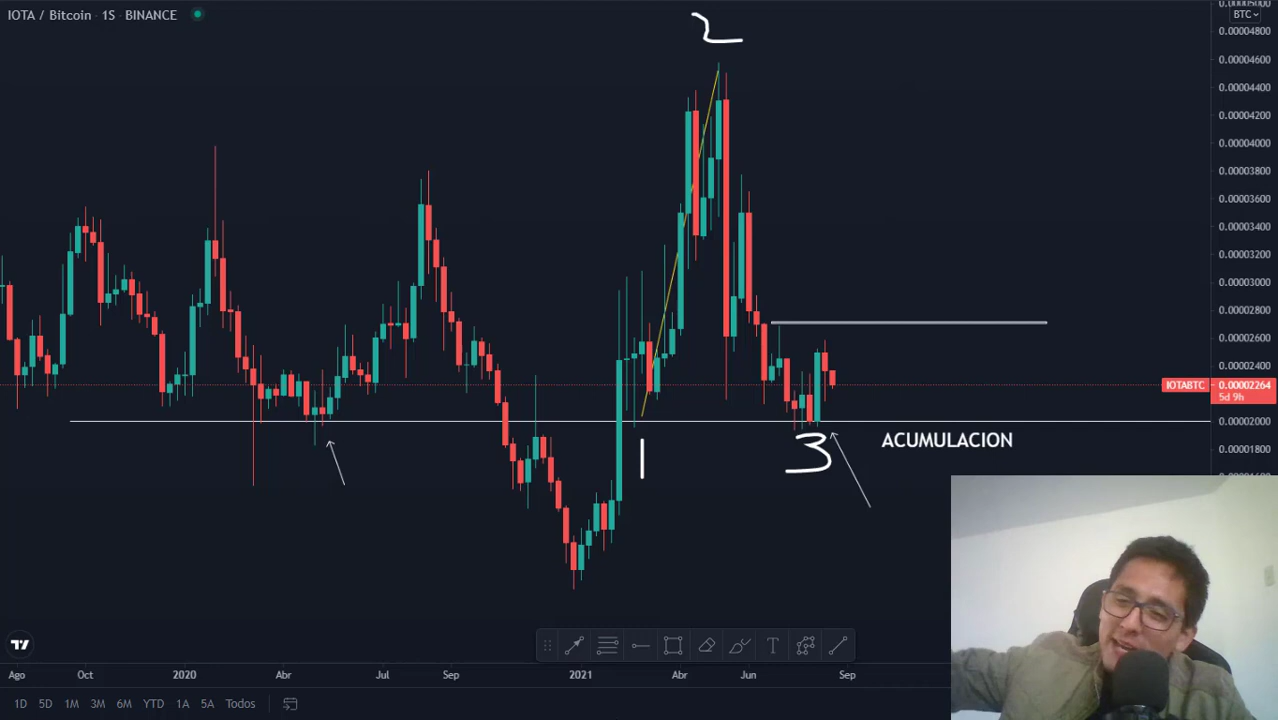 IOTA / Bitcoin · 1S · BINANCE
2
BTC
0.00004800
0.00004600
0.00004400
0.00004200
0.00004000
0.00003800
0.00003600
0.00003400
0.00003200
0.00003000
0.00002800
0.00002600
0.00002400
IOTABTC 0.00002264
5d 9h
0.00002000
1
3
ACUMULACION
0.00001800
T
Ago Oct 2020 Abr Jul Sep 2021 Abr Jun Sep
1D 5D 1M 3M 6M YTD 1A 5A Todos